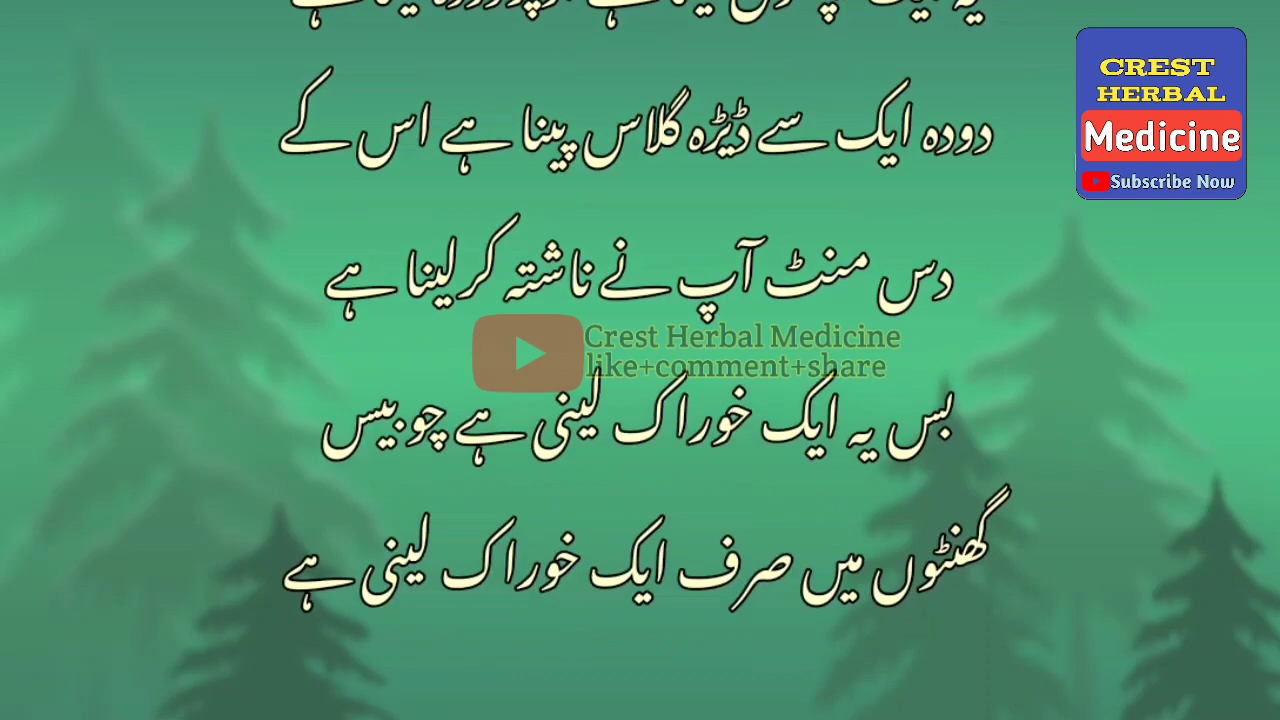 دودہ ایک سے ڈیڑہ گلاس پینا ہے اس کے
دس منٹ آپ نے ناشتہ کر لینا ہے
بس یہ ایک خوراک لینی ہے چوبیس
گھنٹوں میں صرف ایک خوراک لینی ہے
CREST
HERBAL
Medicine
Subscribe Now
Crest Herbal Medicine
like+comment+share